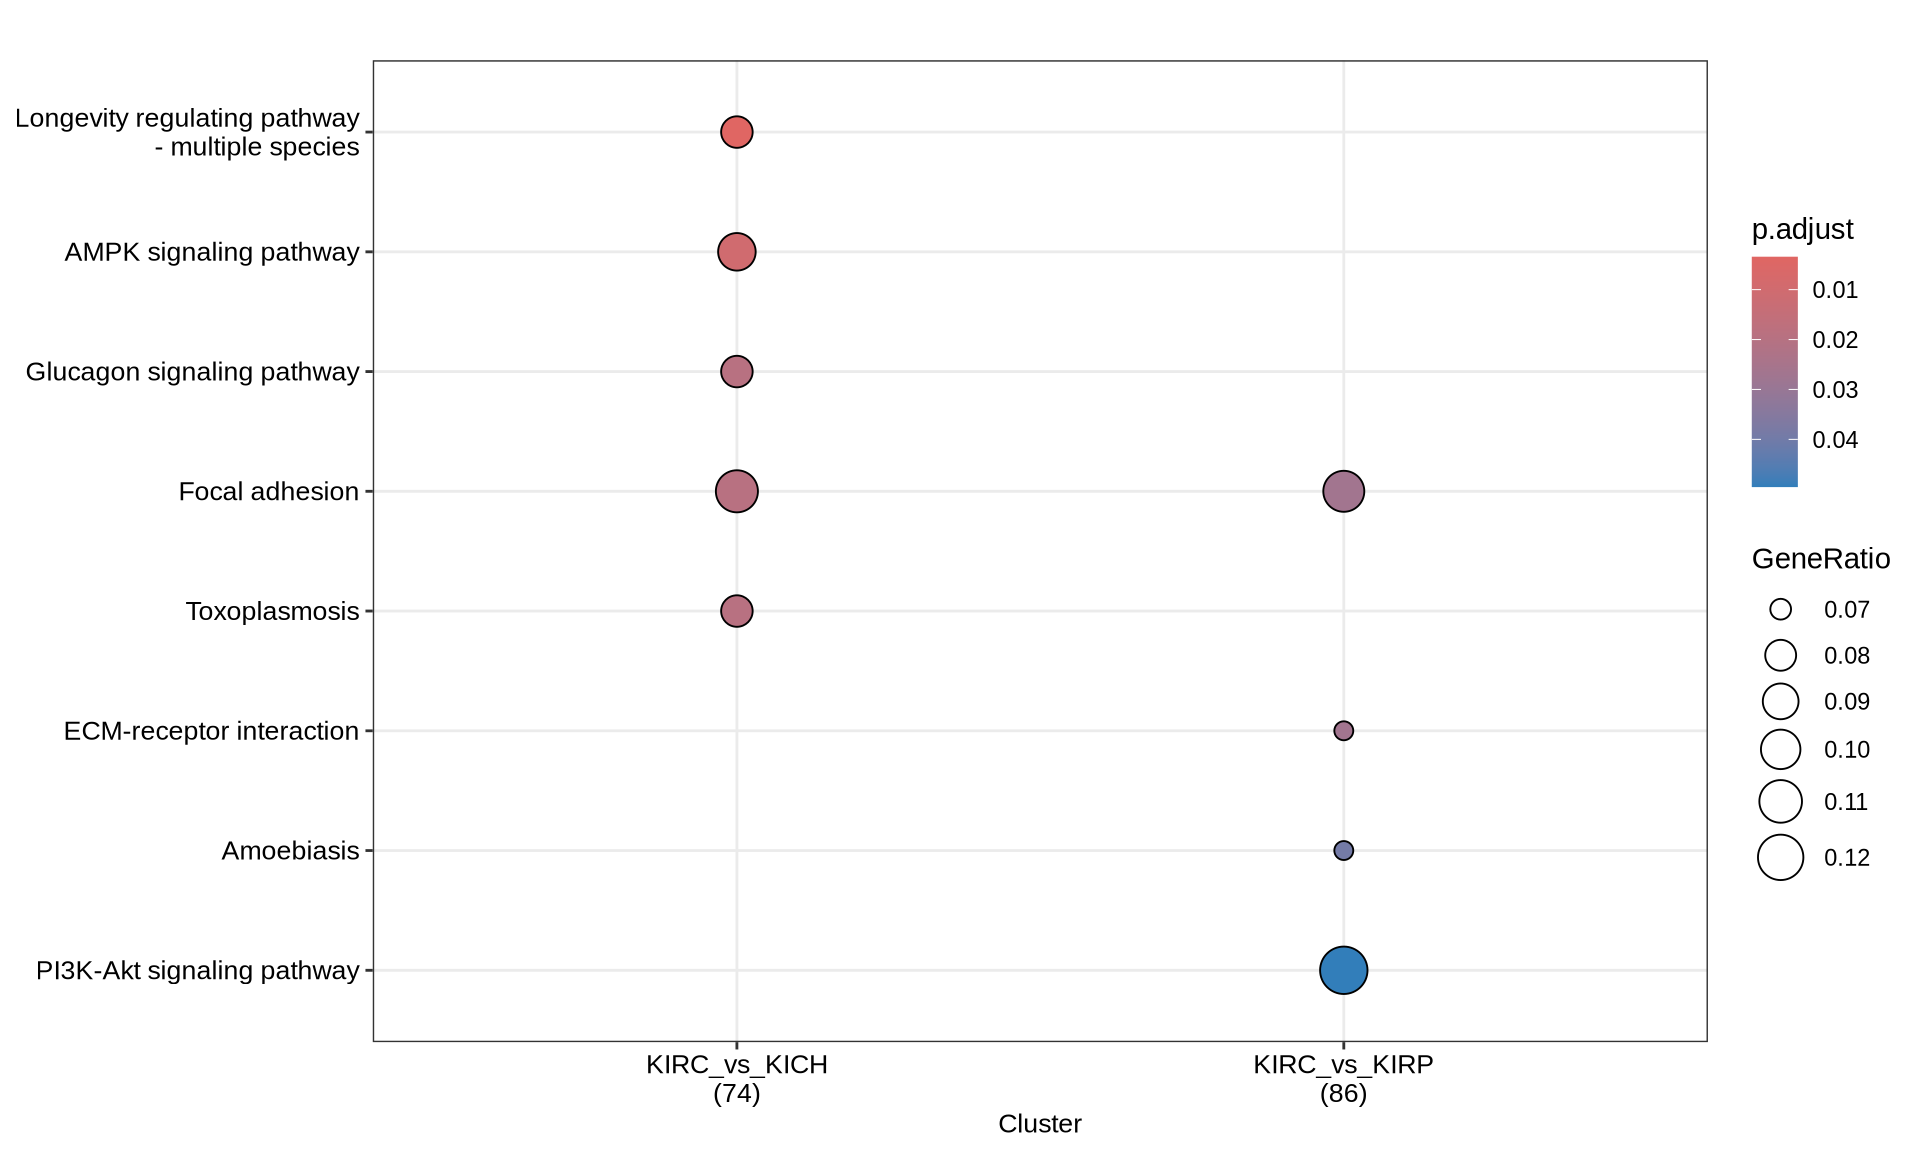 Longevity regulating pathway
- multiple species
AMPK signaling pathway
Glucagon signaling pathway
Focal adhesion
Toxoplasmosis
ECM-receptor interaction
Amoebiasis
PI3K-Akt signaling pathway
KIRC_vs_KICH
(74)
KIRC_vs_KIRP
(86)
Cluster
p.adjust
0.01
0.02
0.03
0.04
GeneRatio
0.07
0.08
0.09
0.10
0.11
0.12